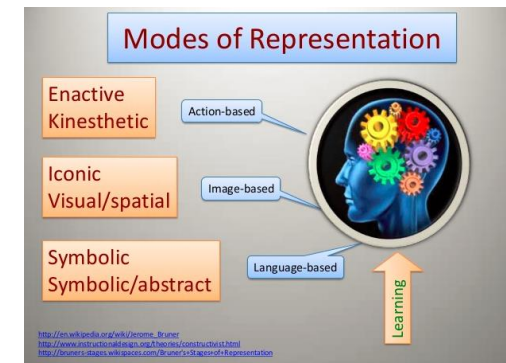 Modes of Representation
Enactive
Kinesthetic
Action-based
Iconic
Visual/spatial
Image-based
Symbolic
Symbolic/abstract
Language-based
Learning
http://en.wikipedia.org/wiki/Jerome_Bruner
http://www.instructionaldesign.org/theories/constructivist.html
http://bruners-stages.wikispaces.com/Bruner's+Stages+of+Representation